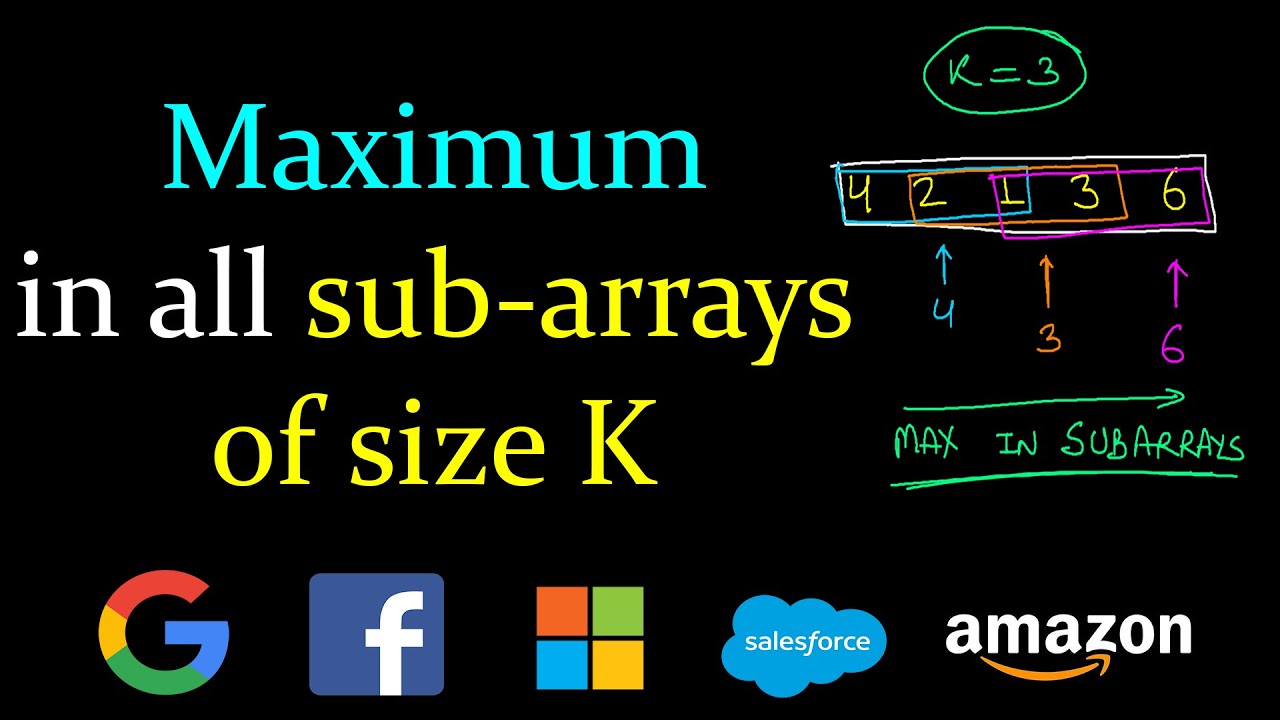 Maximum
in all sub-arrays
of size K
K = 3
4 2 1 3 6
4
3
6
MAX IN SUBARRAYS
salesforce
amazon